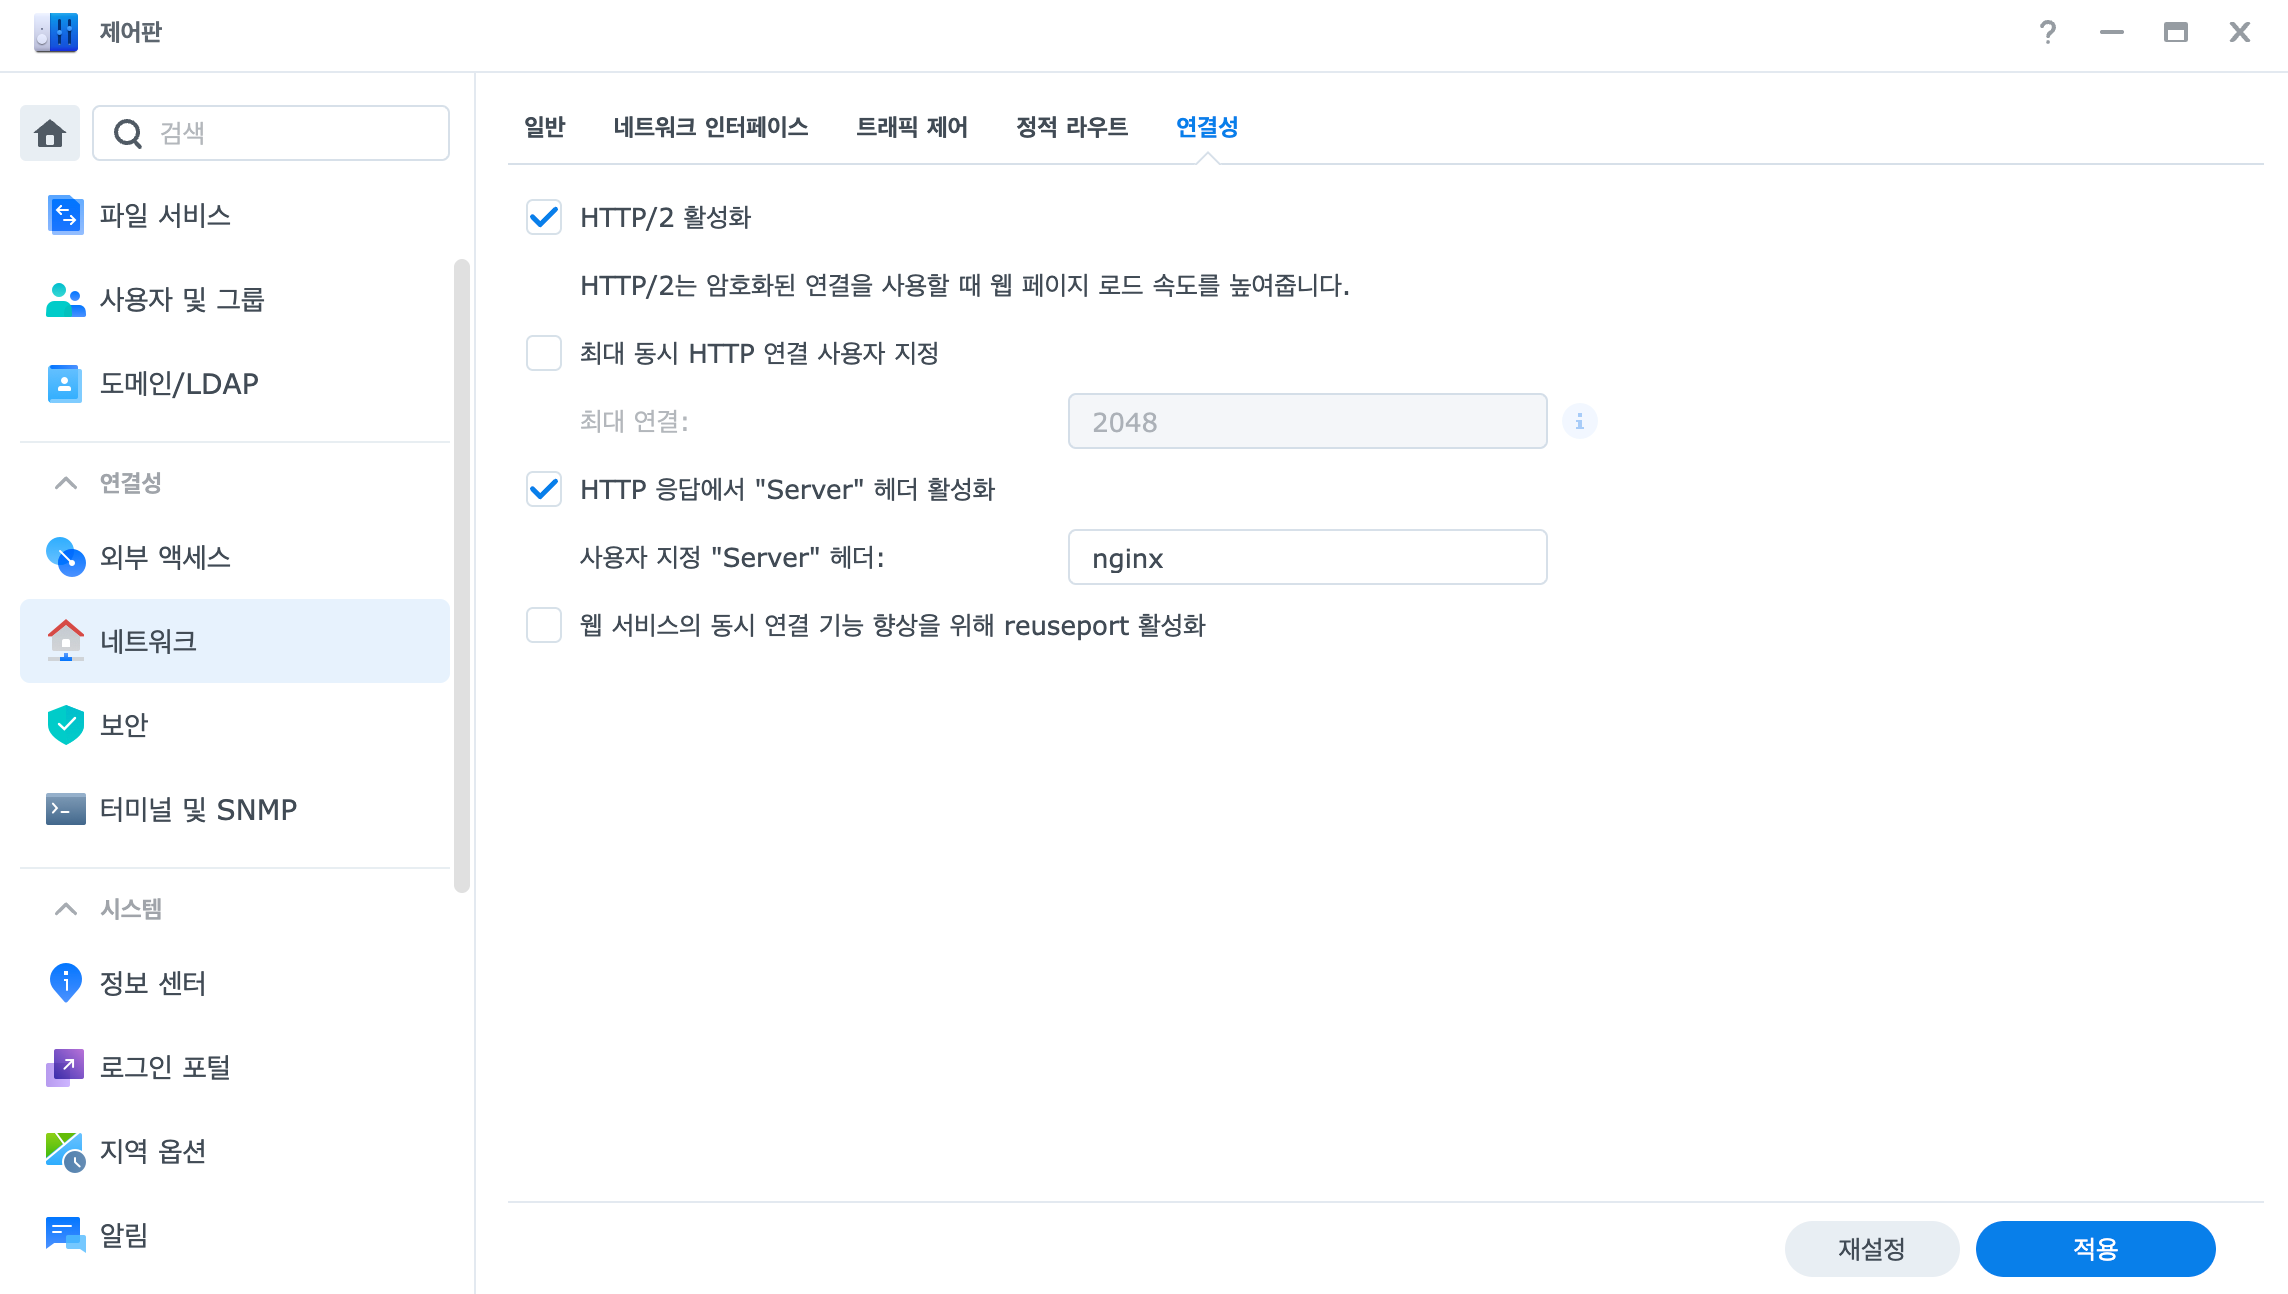 제어판
검색
파일 서비스
사용자 및 그룹
도메인/LDAP
연결성
외부 액세스
네트워크
보안
터미널 및 SNMP
시스템
정보 센터
로그인 포털
지역 옵션
알림
일반 네트워크 인터페이스 트래픽 제어 정적 라우트 연결성
HTTP/2 활성화
HTTP/2는 암호화된 연결을 사용할 때 웹 페이지 로드 속도를 높여줍니다.
최대 동시 HTTP 연결 사용자 지정
최대 연결: 2048
HTTP 응답에서 "Server" 헤더 활성화
사용자 지정 "Server" 헤더: nginx
웹 서비스의 동시 연결 기능 향상을 위해 reuseport 활성화
재설정 적용